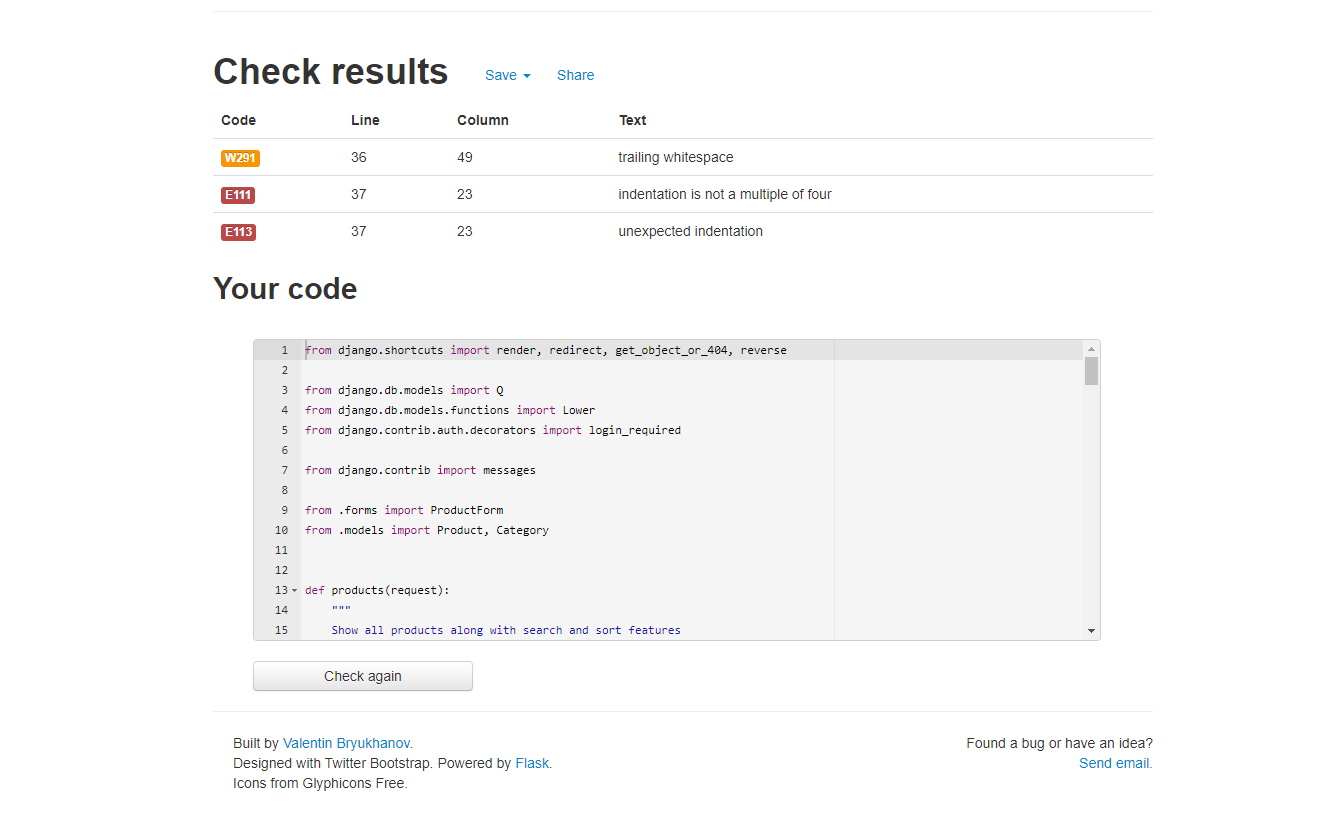 Check results Save Share
Code Line Column Text
W291 36 49 trailing whitespace
E111 37 23 indentation is not a multiple of four
E113 37 23 unexpected indentation
Your code
1 from django.shortcuts import render, redirect, get_object_or_404, reverse
2
3 from django.db.models import Q
4 from django.db.models.functions import Lower
5 from django.contrib.auth.decorators import login_required
6
7 from django.contrib import messages
8
9 from .forms import ProductForm
10 from .models import Product, Category
11
12
13 def products(request):
14 """
15 Show all products along with search and sort features
Check again
Built by Valentin Bryukhanov.
Designed with Twitter Bootstrap. Powered by Flask.
Icons from Glyphicons Free.
Found a bug or have an idea?
Send email.